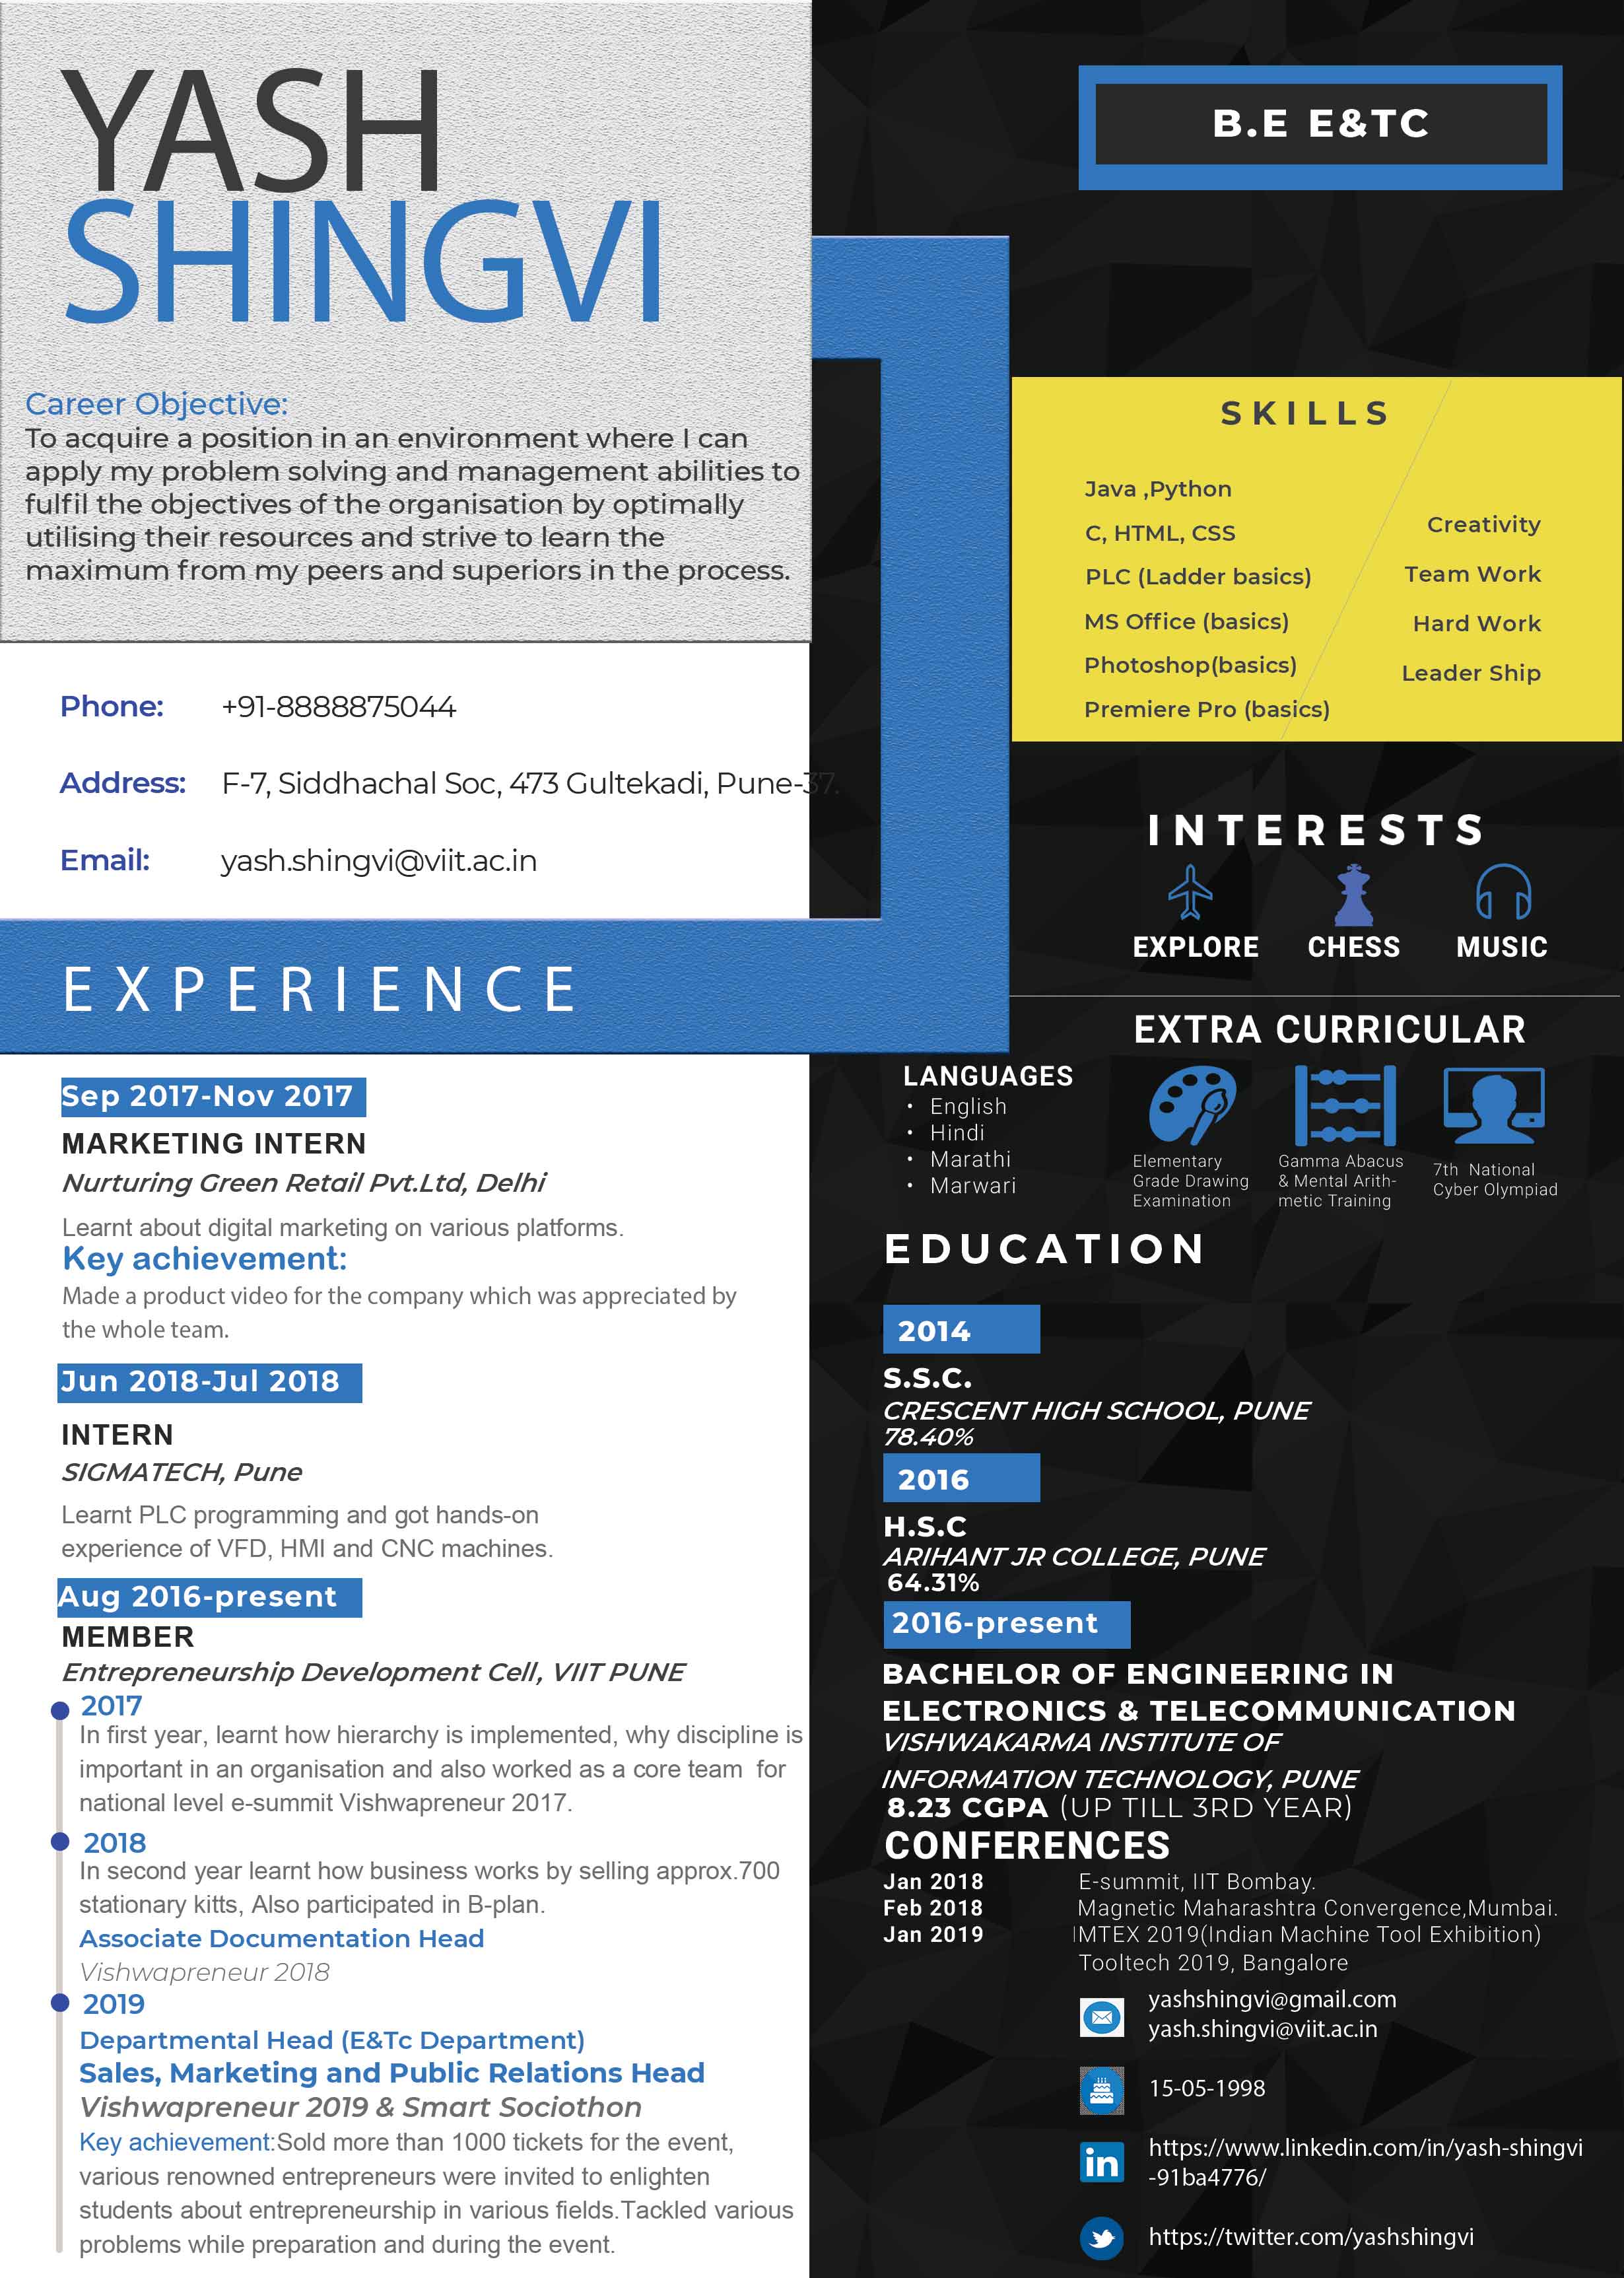 YASH
SHINGVI
Career Objective:
To acquire a position in an environment where I can
apply my problem solving and management abilities to
fulfil the objectives of the organisation by optimally
utilising their resources and strive to learn the
maximum from my peers and superiors in the process.
Phone: +91-8888875044
Address: F-7, Siddhachal Soc, 473 Gultekadi, Pune-37.
Email: yash.shingvi@viit.ac.in
EXPERIENCE
Sep 2017-Nov 2017
MARKETING INTERN
Nurturing Green Retail Pvt.Ltd, Delhi
Learnt about digital marketing on various platforms.
Key achievement:
Made a product video for the company which was appreciated by
the whole team.
Jun 2018-Jul 2018
INTERN
SIGMATECH, Pune
Learnt PLC programming and got hands-on
experience of VFD, HMI and CNC machines.
Aug 2016-present
MEMBER
Entrepreneurship Development Cell, VIIT PUNE
2017
In first year, learnt how hierarchy is implemented, why discipline is
important in an organisation and also worked as a core team for
national level e-summit Vishwapreneur 2017.
2018
In second year learnt how business works by selling approx.700
stationary kitts, Also participated in B-plan.
Associate Documentation Head
Vishwapreneur 2018
2019
Departmental Head (E&Tc Department)
Sales, Marketing and Public Relations Head
Vishwapreneur 2019 & Smart Sociothon
Key achievement:Sold more than 1000 tickets for the event,
various renowned entrepreneurs were invited to enlighten
students about entrepreneurship in various fields.Tackled various
problems while preparation and during the event.
B.E E&TC
SKILLS
Java ,Python
C, HTML, CSS
PLC (Ladder basics)
MS Office (basics)
Photoshop(basics)
Premiere Pro (basics)
Creativity
Team Work
Hard Work
Leader Ship
INTERESTS
EXPLORE CHESS MUSIC
EXTRA CURRICULAR
Elementary
Grade Drawing
Examination
Gamma Abacus
& Mental Arith-
metic Training
7th National
Cyber Olympiad
LANGUAGES
• English
• Hindi
• Marathi
• Marwari
EDUCATION
2014
S.S.C.
CRESCENT HIGH SCHOOL, PUNE
78.40%
2016
H.S.C
ARIHANT JR COLLEGE, PUNE
64.31%
2016-present
BACHELOR OF ENGINEERING IN
ELECTRONICS & TELECOMMUNICATION
VISHWAKARMA INSTITUTE OF
INFORMATION TECHNOLOGY, PUNE
8.23 CGPA (UP TILL 3RD YEAR)
CONFERENCES
Jan 2018 E-summit, IIT Bombay.
Feb 2018 Magnetic Maharashtra Convergence,Mumbai.
Jan 2019 IMTEX 2019(Indian Machine Tool Exhibition)
Tooltech 2019, Bangalore
yashshingvi@gmail.com
yash.shingvi@viit.ac.in
15-05-1998
in
https://www.linkedin.com/in/yash-shingvi
-91ba4776/
https://twitter.com/yashshingvi